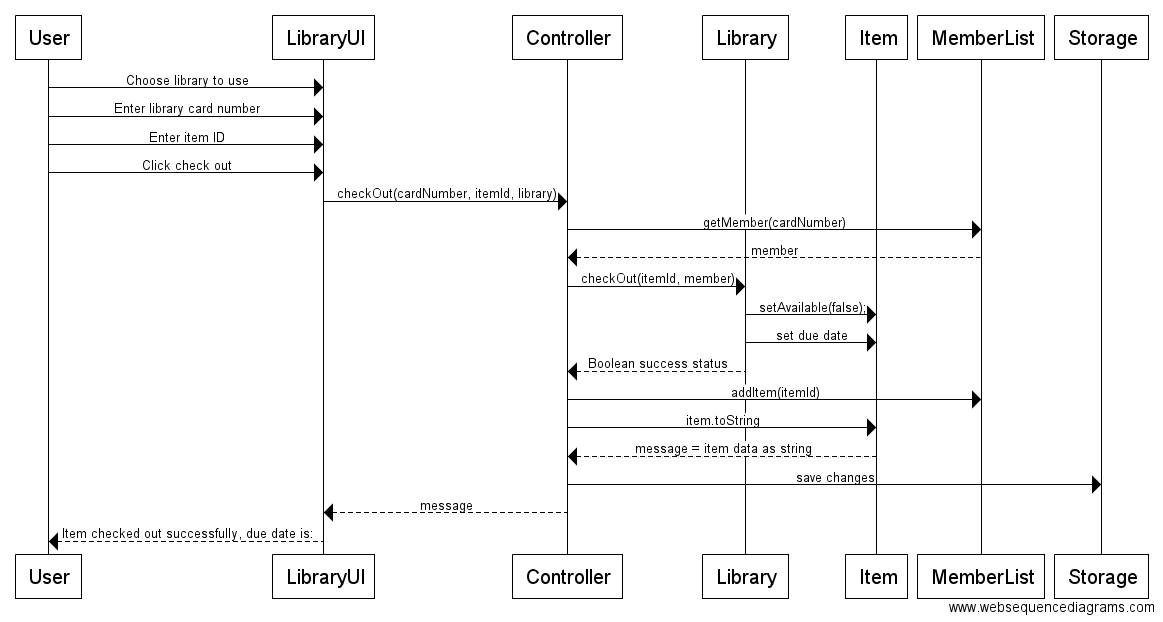 User LibraryUI Controller Library Item MemberList Storage
Choose library to use
Enter library card number
Enter item ID
Click check out
checkOut(cardNumber, itemId, library)
getMember(cardNumber)
member
checkOut(itemId, member)
setAvailable(false);
set due date
Boolean success status
addItem(itemId)
item.toString
message = item data as string
save changes
message
Item checked out successfully, due date is:
User LibraryUI Controller Library Item MemberList Storage
www.websequencediagrams.com